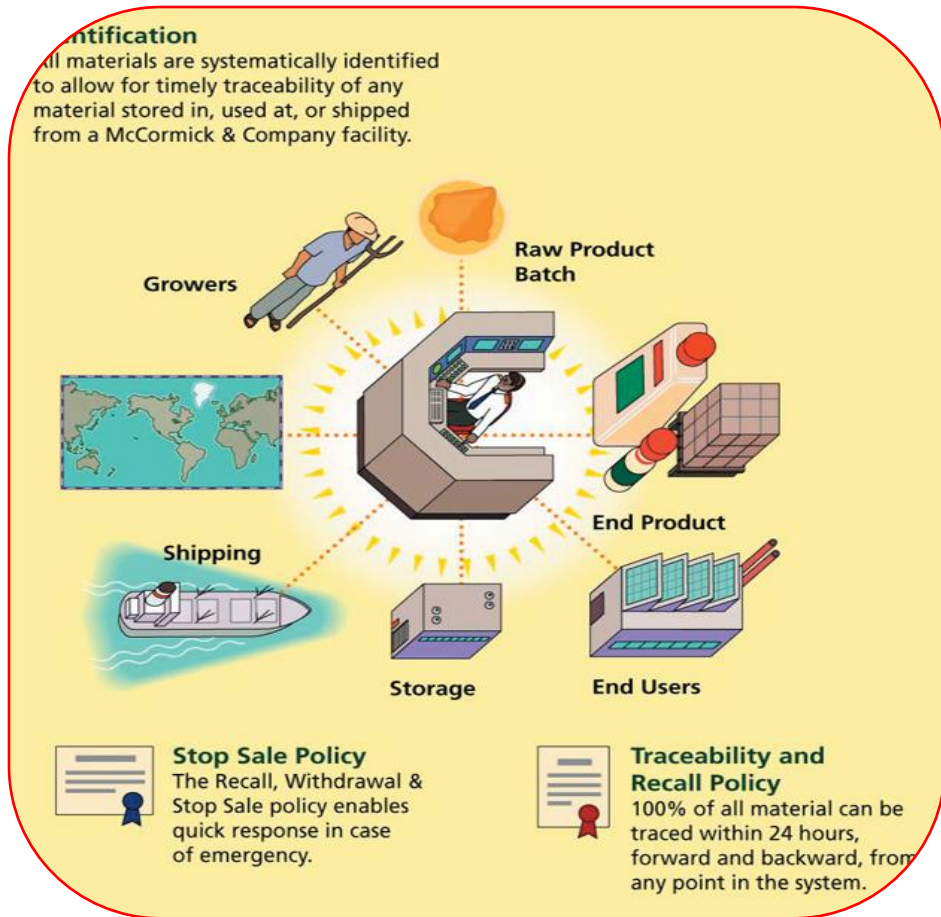 ntification
All materials are systematically identified
to allow for timely traceability of any
material stored in, used at, or shipped
from a McCormick & Company facility.
Raw Product
Batch
Growers
End Product
Shipping
Storage
End Users
Stop Sale Policy
The Recall, Withdrawal &
Stop Sale policy enables
quick response in case
of emergency.
Traceability and
Recall Policy
100% of all material can be
traced within 24 hours,
forward and backward, from
any point in the system.